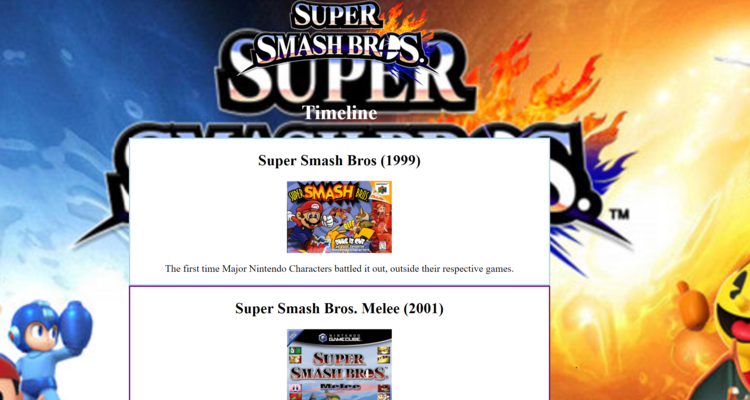 SUPER
SMASH BROS.
SUPER
Timeline
SMASH BROS.
TM
Super Smash Bros (1999)
SUPER SMASH BROS
The first time Major Nintendo Characters battled it out, outside their respective games.
Super Smash Bros. Melee (2001)
NINTENDO
GAMECUBE
SUPER
SMASH BROS.
Melee